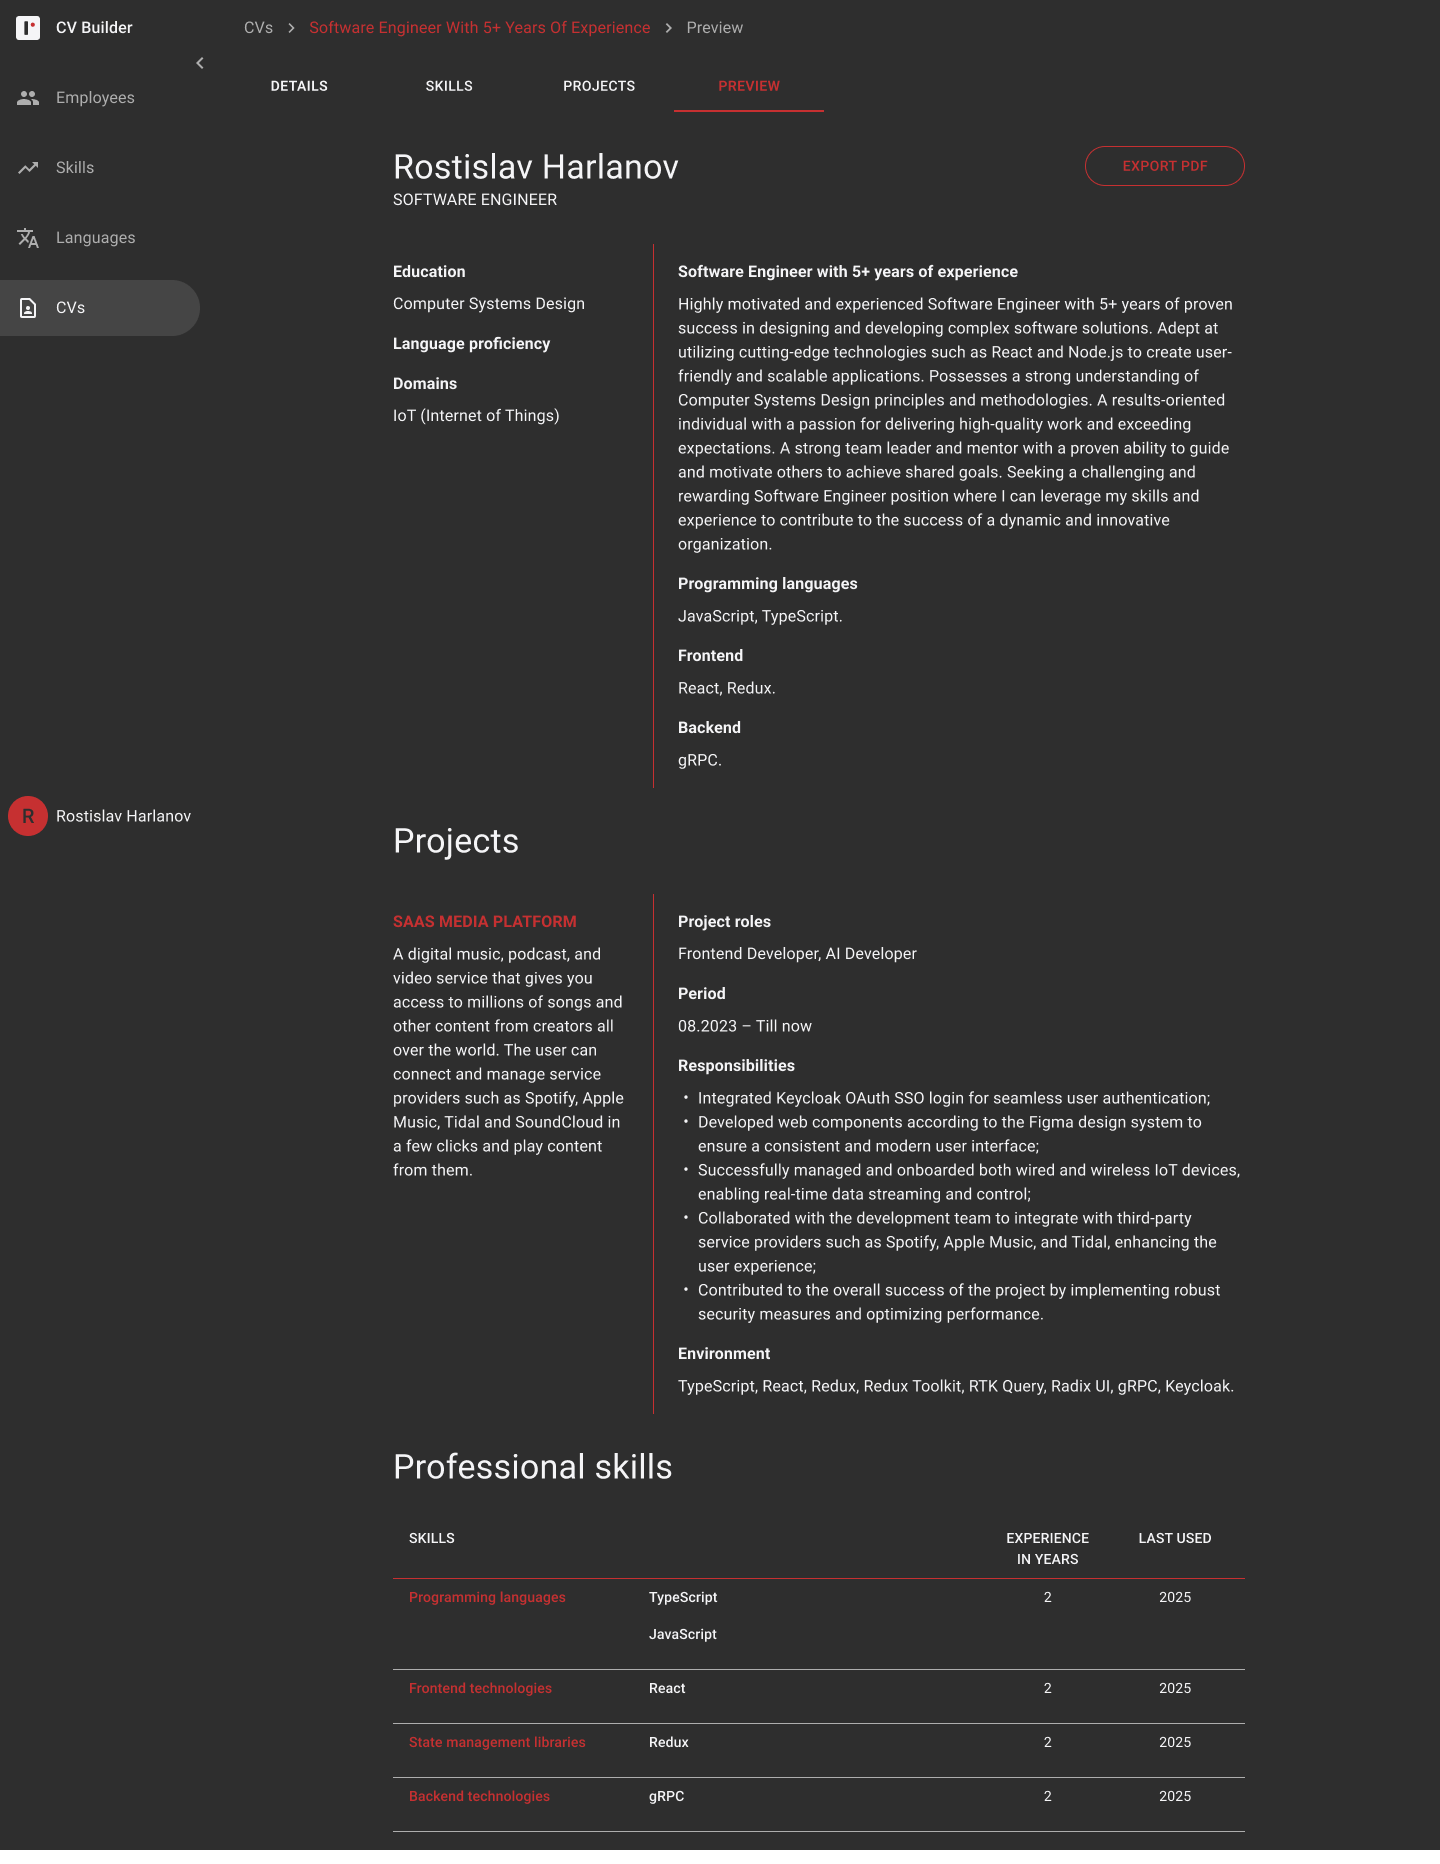 CV Builder
Employees
Skills
Languages
CVs
R Rostislav Harlanov
CVs > Software Engineer With 5+ Years Of Experience > Preview
DETAILS SKILLS PROJECTS PREVIEW
Rostislav Harlanov
SOFTWARE ENGINEER
EXPORT PDF
Education
Computer Systems Design
Language proficiency
Domains
IoT (Internet of Things)
Software Engineer with 5+ years of experience
Highly motivated and experienced Software Engineer with 5+ years of proven
success in designing and developing complex software solutions. Adept at
utilizing cutting-edge technologies such as React and Node.js to create user-
friendly and scalable applications. Possesses a strong understanding of
Computer Systems Design principles and methodologies. A results-oriented
individual with a passion for delivering high-quality work and exceeding
expectations. A strong team leader and mentor with a proven ability to guide
and motivate others to achieve shared goals. Seeking a challenging and
rewarding Software Engineer position where I can leverage my skills and
experience to contribute to the success of a dynamic and innovative
organization.
Programming languages
JavaScript, TypeScript.
Frontend
React, Redux.
Backend
gRPC.
Projects
SAAS MEDIA PLATFORM
A digital music, podcast, and
video service that gives you
access to millions of songs and
other content from creators all
over the world. The user can
connect and manage service
providers such as Spotify, Apple
Music, Tidal and SoundCloud in
a few clicks and play content
from them.
Project roles
Frontend Developer, AI Developer
Period
08.2023 – Till now
Responsibilities
• Integrated Keycloak OAuth SSO login for seamless user authentication;
• Developed web components according to the Figma design system to
ensure a consistent and modern user interface;
• Successfully managed and onboarded both wired and wireless IoT devices,
enabling real-time data streaming and control;
• Collaborated with the development team to integrate with third-party
service providers such as Spotify, Apple Music, and Tidal, enhancing the
user experience;
• Contributed to the overall success of the project by implementing robust
security measures and optimizing performance.
Environment
TypeScript, React, Redux, Redux Toolkit, RTK Query, Radix UI, gRPC, Keycloak.
Professional skills
SKILLS EXPERIENCE IN YEARS LAST USED
Programming languages TypeScript 2 2025
JavaScript
Frontend technologies React 2 2025
State management libraries Redux 2 2025
Backend technologies gRPC 2 2025